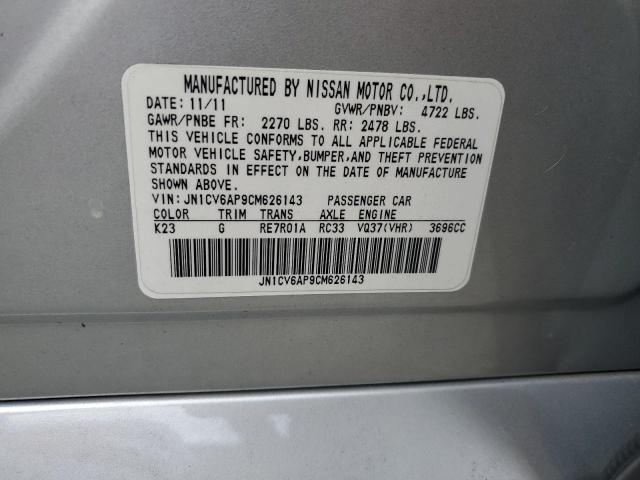 MANUFACTURED BY NISSAN MOTOR CO.,LTD.
DATE: 11/11 GVWR/PNBV: 4722 LBS.
GAWR/PNBE FR: 2270 LBS. RR: 2478 LBS.
THIS VEHICLE CONFORMS TO ALL APPLICABLE FEDERAL
MOTOR VEHICLE SAFETY,BUMPER,AND THEFT PREVENTION
STANDARDS IN EFFECT ON THE DATE OF MANUFACTURE
SHOWN ABOVE.
VIN: JN1CV6AP9CM626143 PASSENGER CAR
COLOR TRIM TRANS AXLE ENGINE
K23 G RE7R01A RC33 VQ37(VHR) 3696CC
JN1CV6AP9CM626143